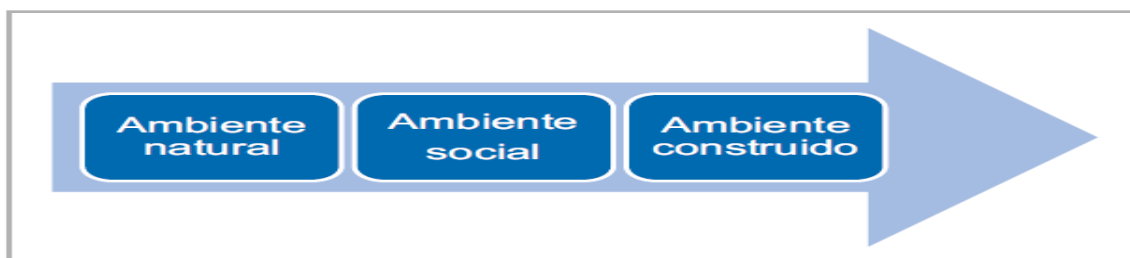 Ambiente
natural
Ambiente
social
Ambiente
construido